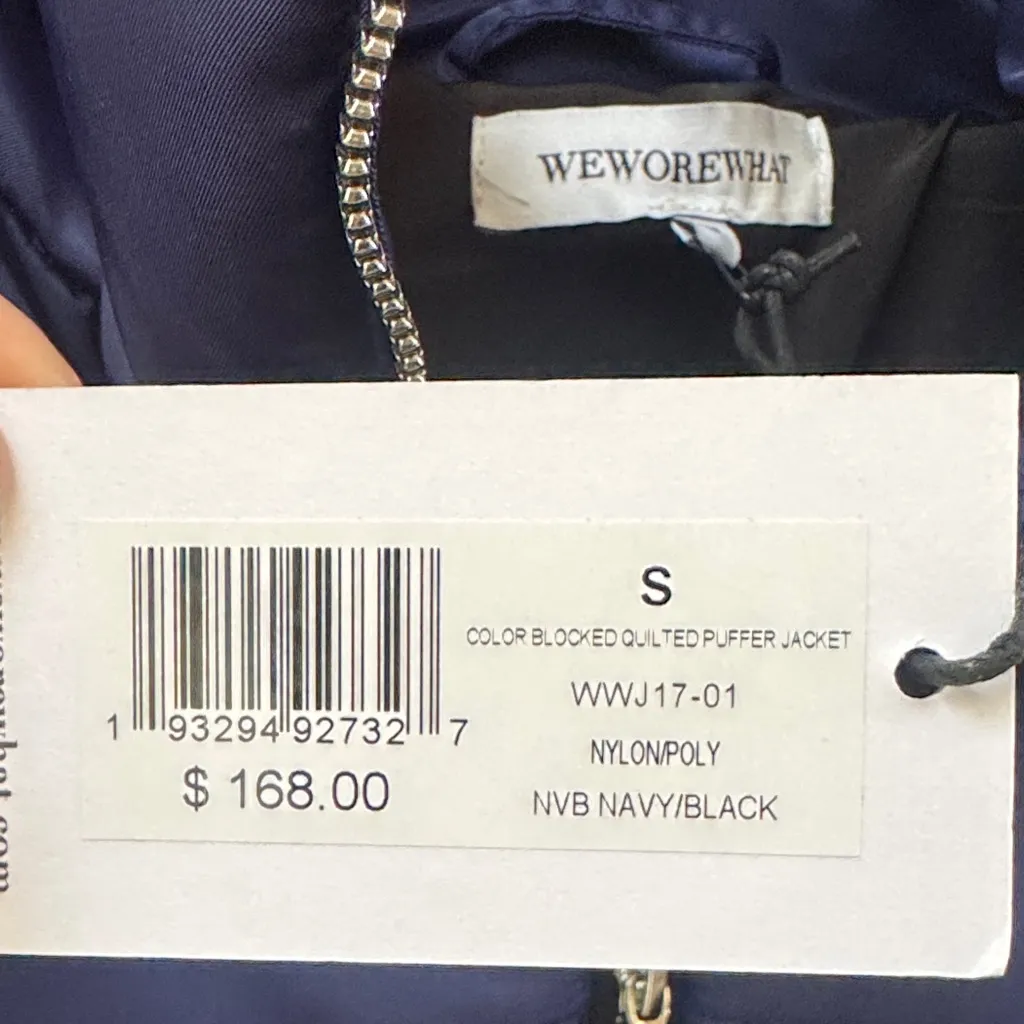 WEWOREWHAT
S
COLOR BLOCKED QUILTED PUFFER JACKET
WWJ17-01
NYLON/POLY
NVB NAVY/BLACK
1 93294 92732 7
$ 168.00